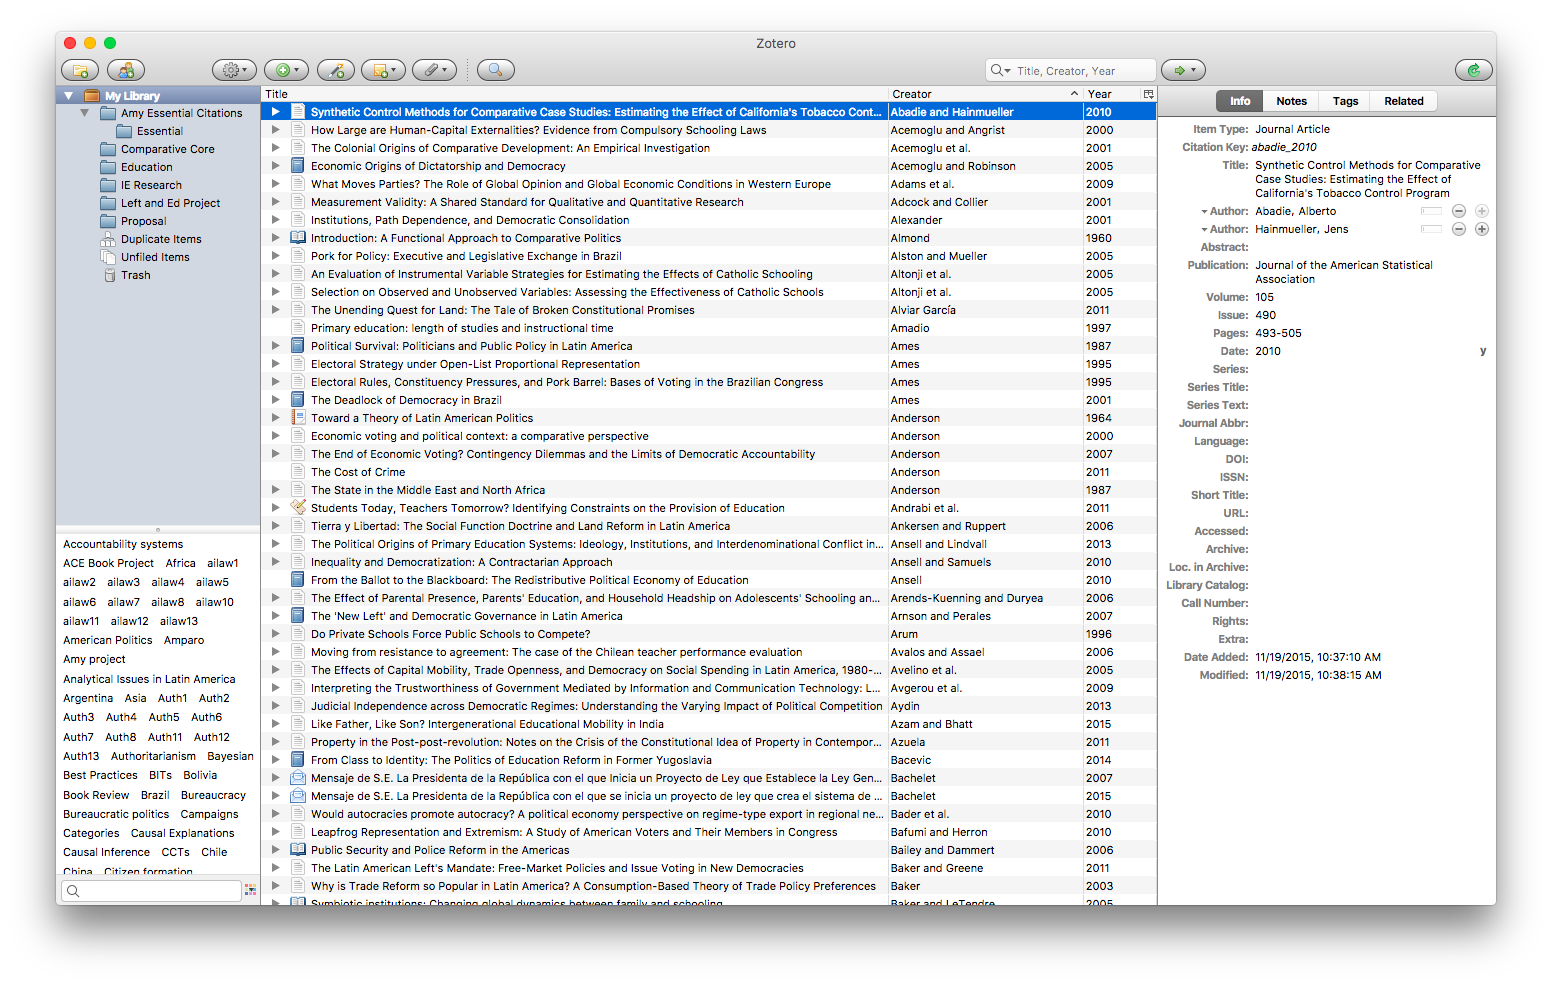 Zotero
Title, Creator, Year
My Library
Amy Essential Citations
Essential
Comparative Core
Education
IE Research
Left and Ed Project
Proposal
Duplicate Items
Unfiled Items
Trash
Accountability systems
ACE Book Project Africa ailaw1
ailaw2 ailaw3 ailaw4 ailaw5
ailaw6 ailaw7 ailaw8 ailaw10
ailaw11 ailaw12 ailaw13
American Politics Amparo
Amy project
Analytical Issues in Latin America
Argentina Asia Auth1 Auth2
Auth3 Auth4 Auth5 Auth6
Auth7 Auth8 Auth11 Auth12
Auth13 Authoritarianism Bayesian
Best Practices BITs Bolivia
Book Review Brazil Bureaucracy
Bureaucratic politics Campaigns
Categories Causal Explanations
Causal Inference CCTs Chile
China Citizen formation
Title Creator Year
Synthetic Control Methods for Comparative Case Studies: Estimating the Effect of California's Tobacco Cont... Abadie and Hainmueller 2010
How Large are Human-Capital Externalities? Evidence from Compulsory Schooling Laws Acemoglu and Angrist 2000
The Colonial Origins of Comparative Development: An Empirical Investigation Acemoglu et al. 2001
Economic Origins of Dictatorship and Democracy Acemoglu and Robinson 2005
What Moves Parties? The Role of Global Opinion and Global Economic Conditions in Western Europe Adams et al. 2009
Measurement Validity: A Shared Standard for Qualitative and Quantitative Research Adcock and Collier 2001
Institutions, Path Dependence, and Democratic Consolidation Alexander 2001
Introduction: A Functional Approach to Comparative Politics Almond 1960
Pork for Policy: Executive and Legislative Exchange in Brazil Alston and Mueller 2005
An Evaluation of Instrumental Variable Strategies for Estimating the Effects of Catholic Schooling Altonji et al. 2005
Selection on Observed and Unobserved Variables: Assessing the Effectiveness of Catholic Schools Altonji et al. 2005
The Unending Quest for Land: The Tale of Broken Constitutional Promises Alviar García 2011
Primary education: length of studies and instructional time Amadio 1997
Political Survival: Politicians and Public Policy in Latin America Ames 1987
Electoral Strategy under Open-List Proportional Representation Ames 1995
Electoral Rules, Constituency Pressures, and Pork Barrel: Bases of Voting in the Brazilian Congress Ames 1995
The Deadlock of Democracy in Brazil Ames 2001
Toward a Theory of Latin American Politics Anderson 1964
Economic voting and political context: a comparative perspective Anderson 2000
The End of Economic Voting? Contingency Dilemmas and the Limits of Democratic Accountability Anderson 2007
The Cost of Crime Anderson 2011
The State in the Middle East and North Africa Anderson 1987
Students Today, Teachers Tomorrow? Identifying Constraints on the Provision of Education Andrabi et al. 2011
Tierra y Libertad: The Social Function Doctrine and Land Reform in Latin America Ankersen and Ruppert 2006
The Political Origins of Primary Education Systems: Ideology, Institutions, and Interdenominational Conflict in... Ansell and Lindvall 2013
Inequality and Democratization: A Contractarian Approach Ansell and Samuels 2010
From the Ballot to the Blackboard: The Redistributive Political Economy of Education Ansell 2010
The Effect of Parental Presence, Parents' Education, and Household Headship on Adolescents' Schooling an... Arends-Kuenning and Duryea 2006
The 'New Left' and Democratic Governance in Latin America Arnson and Perales 2007
Do Private Schools Force Public Schools to Compete? Arum 1996
Moving from resistance to agreement: The case of the Chilean teacher performance evaluation Avalos and Assael 2006
The Effects of Capital Mobility, Trade Openness, and Democracy on Social Spending in Latin America, 1980-... Avelino et al. 2005
Interpreting the Trustworthiness of Government Mediated by Information and Communication Technology: L... Avgerou et al. 2009
Judicial Independence across Democratic Regimes: Understanding the Varying Impact of Political Competition Aydin 2013
Like Father, Like Son? Intergenerational Educational Mobility in India Azam and Bhatt 2015
Property in the Post-post-revolution: Notes on the Crisis of the Constitutional Idea of Property in Contempor... Azuela 2011
From Class to Identity: The Politics of Education Reform in Former Yugoslavia Bacevic 2014
Mensaje de S.E. La Presidenta de la República con el que Inicia un Proyecto de Ley que Establece la Ley Gen... Bachelet 2007
Mensaje de S.E. La Presidenta de la República con el que se inicia un proyecto de ley que crea el sistema de ... Bachelet 2015
Would autocracies promote autocracy? A political economy perspective on regime-type export in regional ne... Bader et al. 2010
Leapfrog Representation and Extremism: A Study of American Voters and Their Members in Congress Bafumi and Herron 2010
Public Security and Police Reform in the Americas Bailey and Dammert 2006
The Latin American Left's Mandate: Free-Market Policies and Issue Voting in New Democracies Baker and Greene 2011
Why is Trade Reform so Popular in Latin America? A Consumption-Based Theory of Trade Policy Preferences Baker 2003
Symbiotic institutions: Changing global dynamics between family and schooling Baker and LeTendre 2005
Info Notes Tags Related
Item Type: Journal Article
Citation Key: abadie_2010
Title: Synthetic Control Methods for Comparative
Case Studies: Estimating the Effect of
California's Tobacco Control Program
Author: Abadie, Alberto
Author: Hainmueller, Jens
Abstract:
Publication: Journal of the American Statistical
Association
Volume: 105
Issue: 490
Pages: 493-505
Date: 2010 y
Series:
Series Title:
Series Text:
Journal Abbr:
Language:
DOI:
ISSN:
Short Title:
URL:
Accessed:
Archive:
Loc. in Archive:
Library Catalog:
Call Number:
Rights:
Extra:
Date Added: 11/19/2015, 10:37:10 AM
Modified: 11/19/2015, 10:38:15 AM